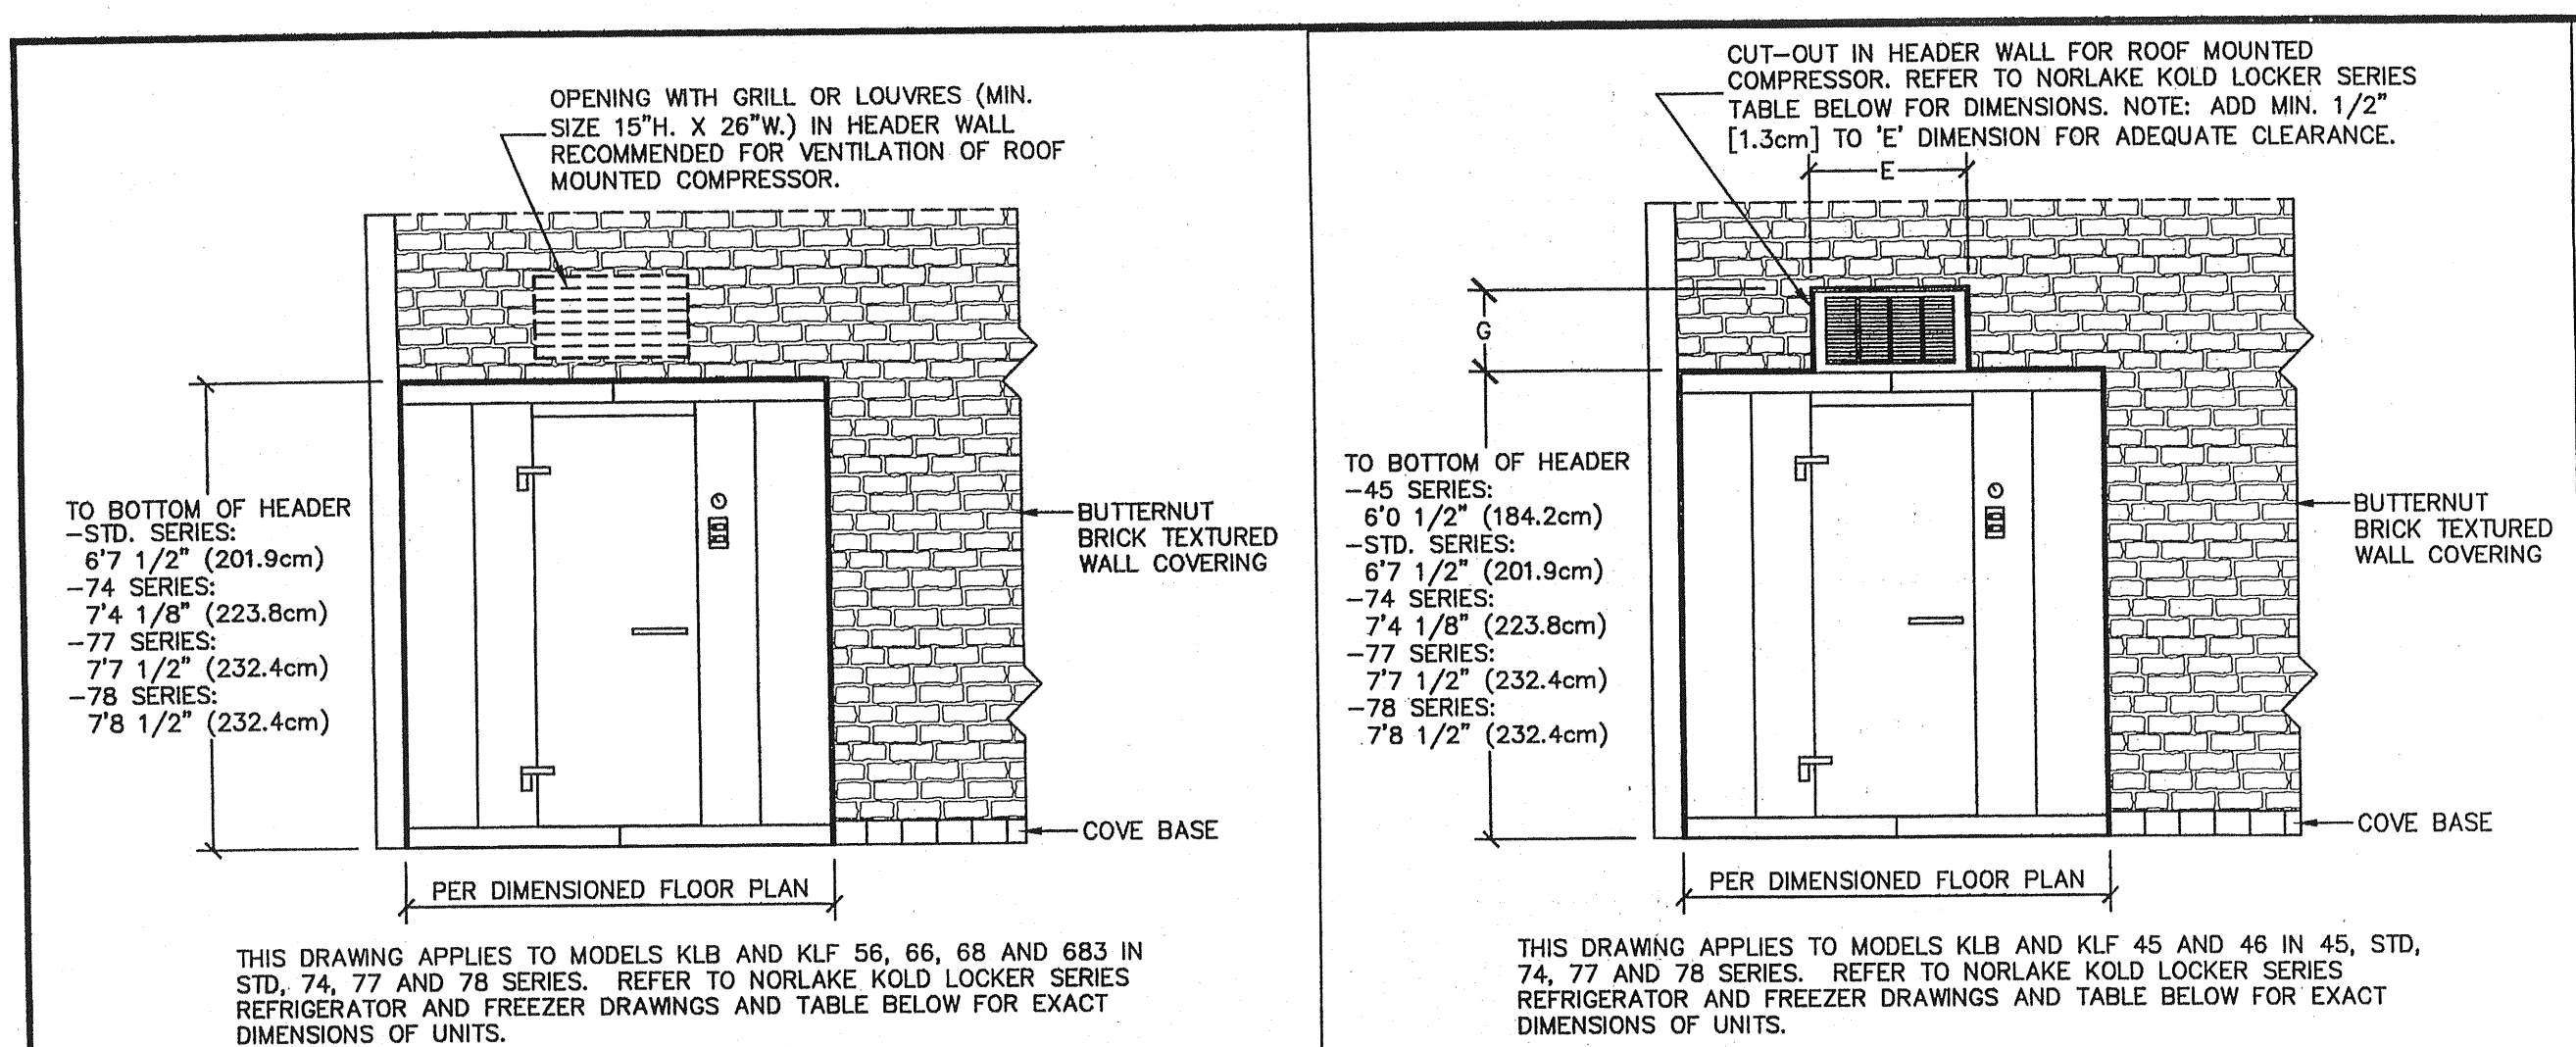 OPENING WITH GRILL OR LOUVRES (MIN.
SIZE 15"H. X 26"W.) IN HEADER WALL
RECOMMENDED FOR VENTILATION OF ROOF
MOUNTED COMPRESSOR.
TO BOTTOM OF HEADER
-STD. SERIES:
6'7 1/2" (201.9cm)
-74 SERIES:
7'4 1/8" (223.8cm)
-77 SERIES:
7'7 1/2" (232.4cm)
-78 SERIES:
7'8 1/2" (232.4cm)
BUTTERNUT
BRICK TEXTURED
WALL COVERING
COVE BASE
PER DIMENSIONED FLOOR PLAN
THIS DRAWING APPLIES TO MODELS KLB AND KLF 56, 66, 68 AND 683 IN
STD, 74, 77 AND 78 SERIES. REFER TO NORLAKE KOLD LOCKER SERIES
REFRIGERATOR AND FREEZER DRAWINGS AND TABLE BELOW FOR EXACT
DIMENSIONS OF UNITS.
CUT-OUT IN HEADER WALL FOR ROOF MOUNTED
COMPRESSOR. REFER TO NORLAKE KOLD LOCKER SERIES
TABLE BELOW FOR DIMENSIONS. NOTE: ADD MIN. 1/2"
[1.3cm] TO 'E' DIMENSION FOR ADEQUATE CLEARANCE.
E
G
TO BOTTOM OF HEADER
-45 SERIES:
6'0 1/2" (184.2cm)
-STD. SERIES:
6'7 1/2" (201.9cm)
-74 SERIES:
7'4 1/8" (223.8cm)
-77 SERIES:
7'7 1/2" (232.4cm)
-78 SERIES:
7'8 1/2" (232.4cm)
BUTTERNUT
BRICK TEXTURED
WALL COVERING
COVE BASE
PER DIMENSIONED FLOOR PLAN
THIS DRAWING APPLIES TO MODELS KLB AND KLF 45 AND 46 IN 45, STD,
74, 77 AND 78 SERIES. REFER TO NORLAKE KOLD LOCKER SERIES
REFRIGERATOR AND FREEZER DRAWINGS AND TABLE BELOW FOR EXACT
DIMENSIONS OF UNITS.